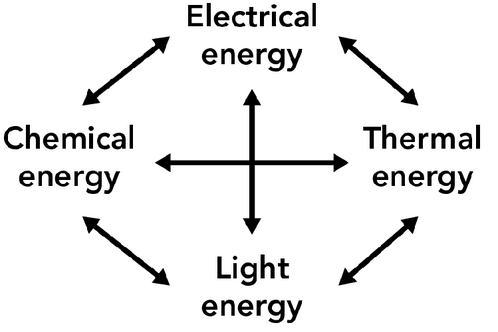 Electrical
energy
Chemical
energy
Thermal
energy
Light
energy